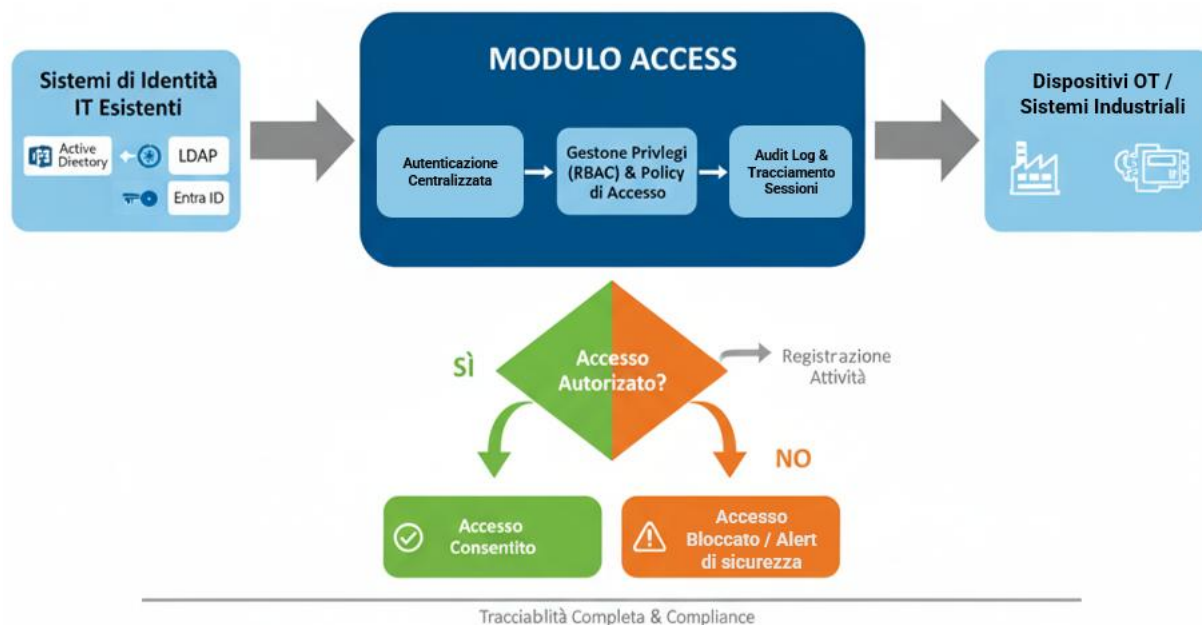 MODULO ACCESS
Sistemi di Identità
IT Esistenti
Active
Directory
LDAP
Entra ID
Autenticazione
Centralizzata
Gestone Privlegi
(RBAC) & Policy
di Accesso
Audit Log &
Tracciamento
Sessioni
Dispositivi OT /
Sistemi Industriali
SÌ
Accesso
Autorizato?
Registrazione
Attività
NO
Accesso
Consentito
Accesso
Bloccato / Alert
di sicurezza
Tracciablità Completa & Compliance